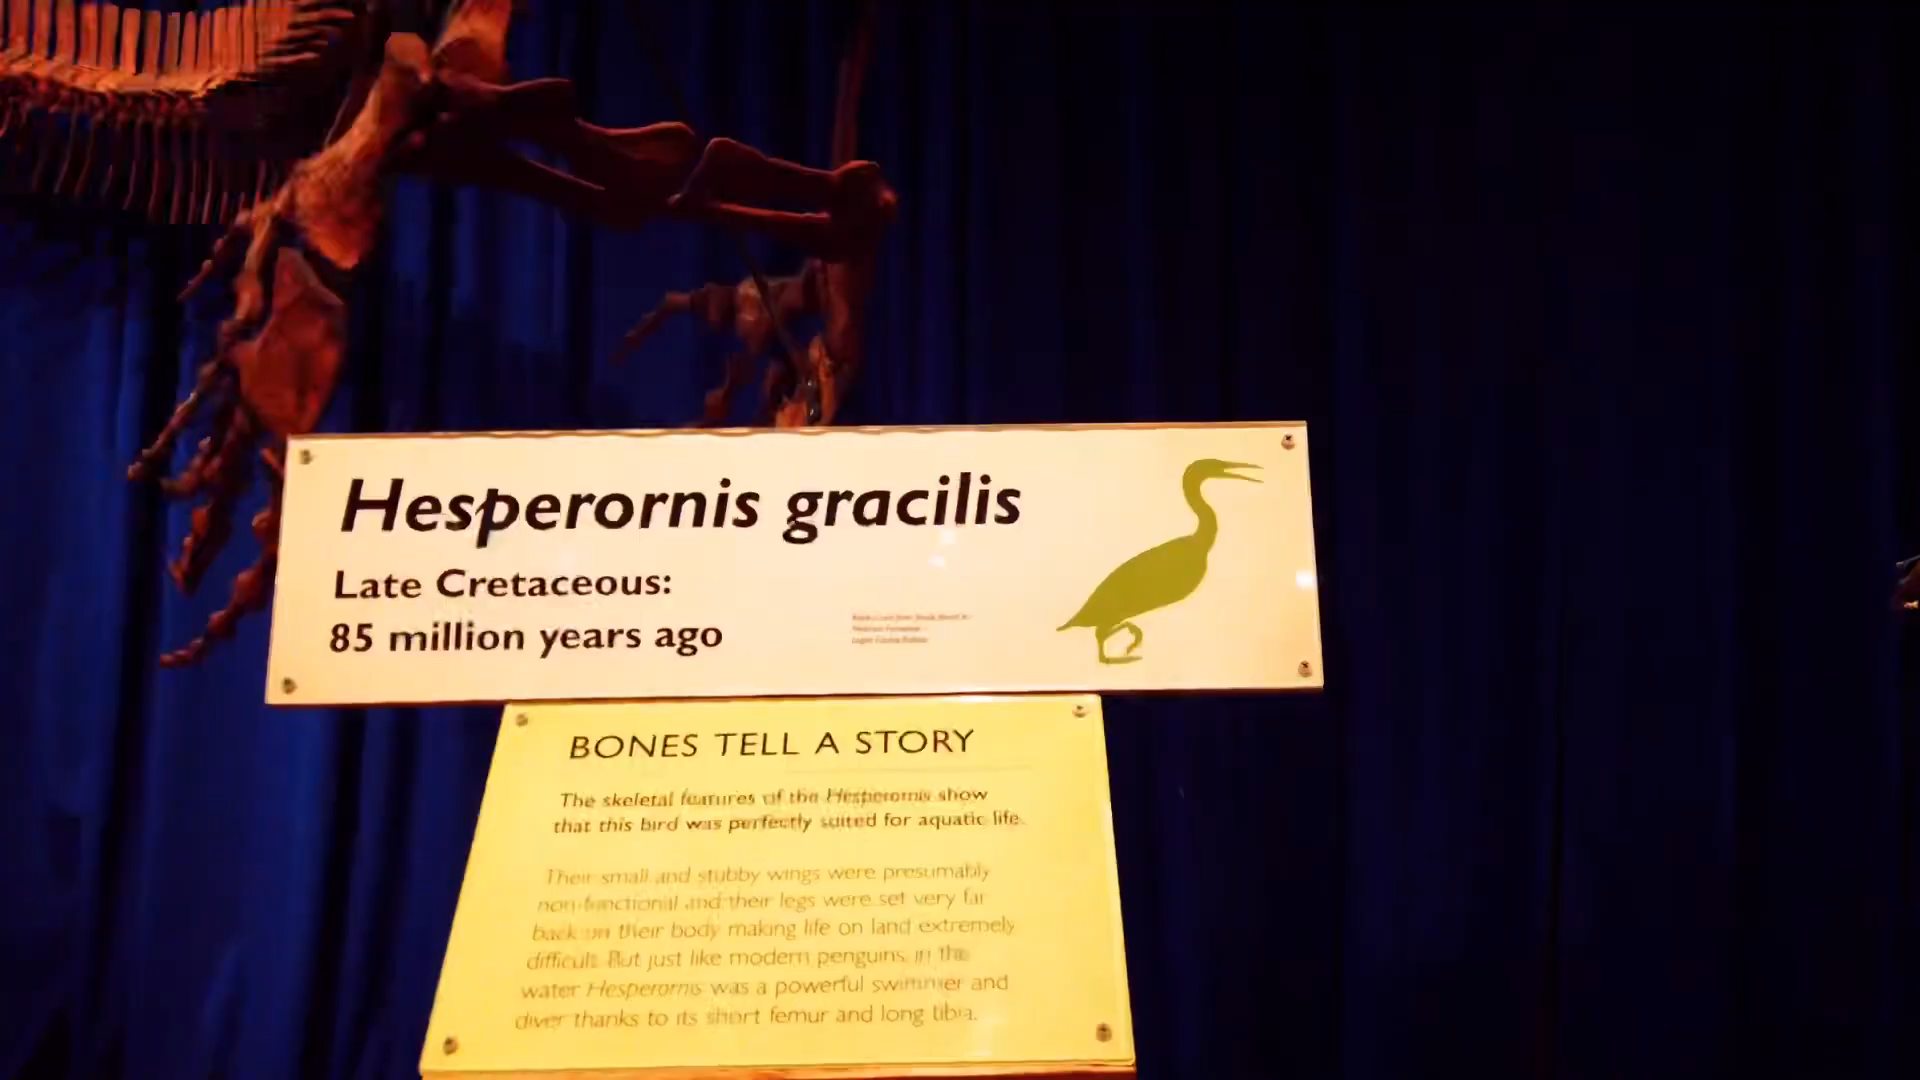 Hesperornis gracilis
Late Cretaceous:
85 million years ago
BONES TELL A STORY
The skeletal features of the Hesperornis show
that this bird was perfectly suited for aquatic life.
Their small and stubby wings were presumably
non-functional and their legs were set very far
back on their body making life on land extremely
difficult. But just like modern penguins, in the
water Hesperornis was a powerful swimmer and
diver thanks to its short femur and long tibia.